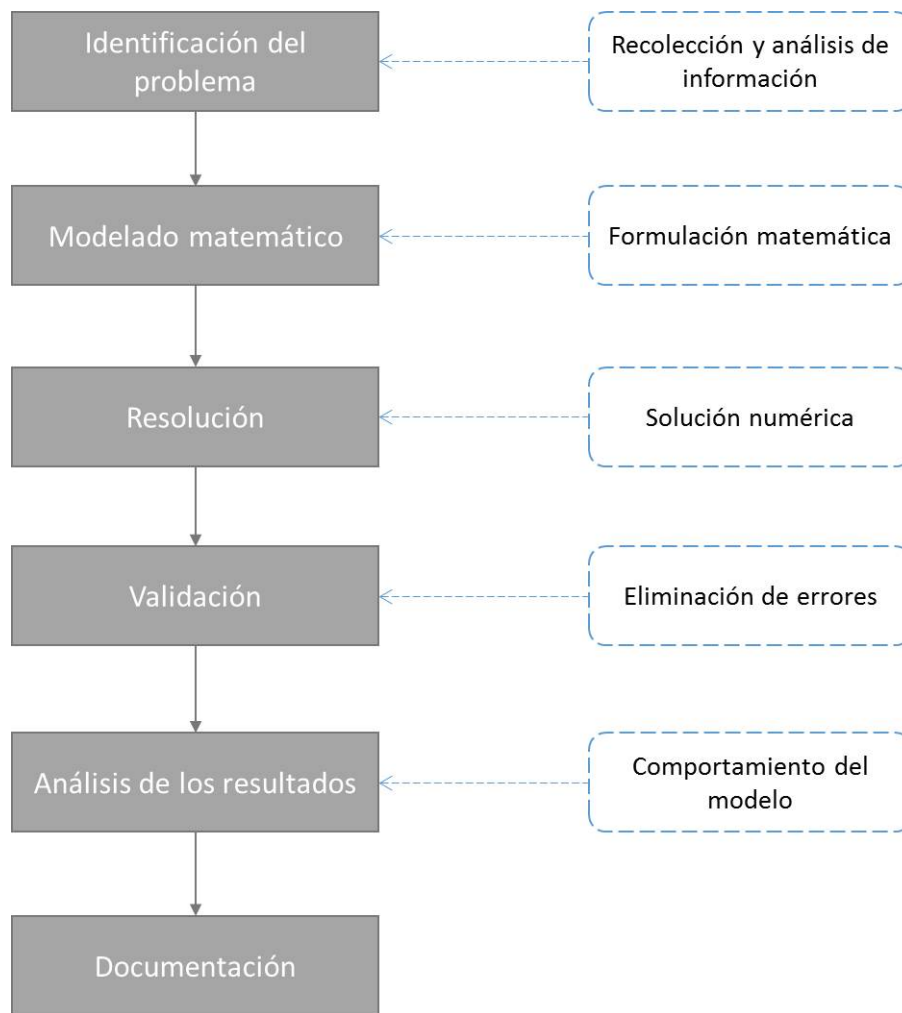 Identificación del
problema
Recolección y análisis de
información
Modelado matemático
Formulación matemática
Resolución
Solución numérica
Validación
Eliminación de errores
Análisis de los resultados
Comportamiento del
modelo
Documentación